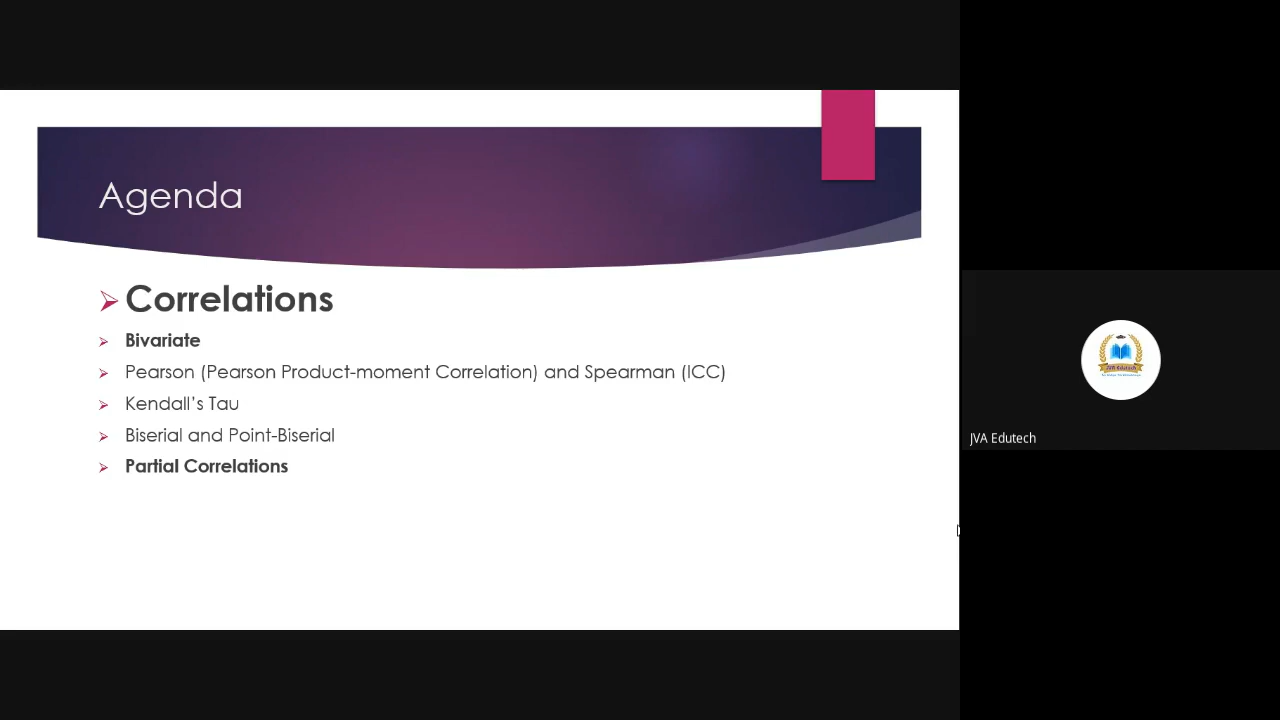 Agenda
Correlations
Bivariate
Pearson (Pearson Product-moment Correlation) and Spearman (ICC)
Kendall's Tau
Biserial and Point-Biserial
Partial Correlations
JVA Edutech